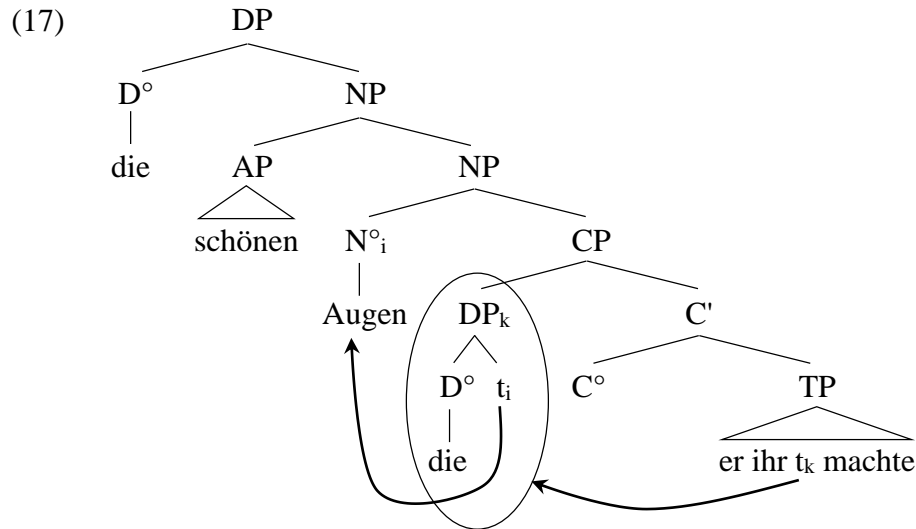 (17) DP
D° NP
die AP NP
schönen N°i CP
Augen DPk C'
D° ti C° TP
die er ihr tk machte